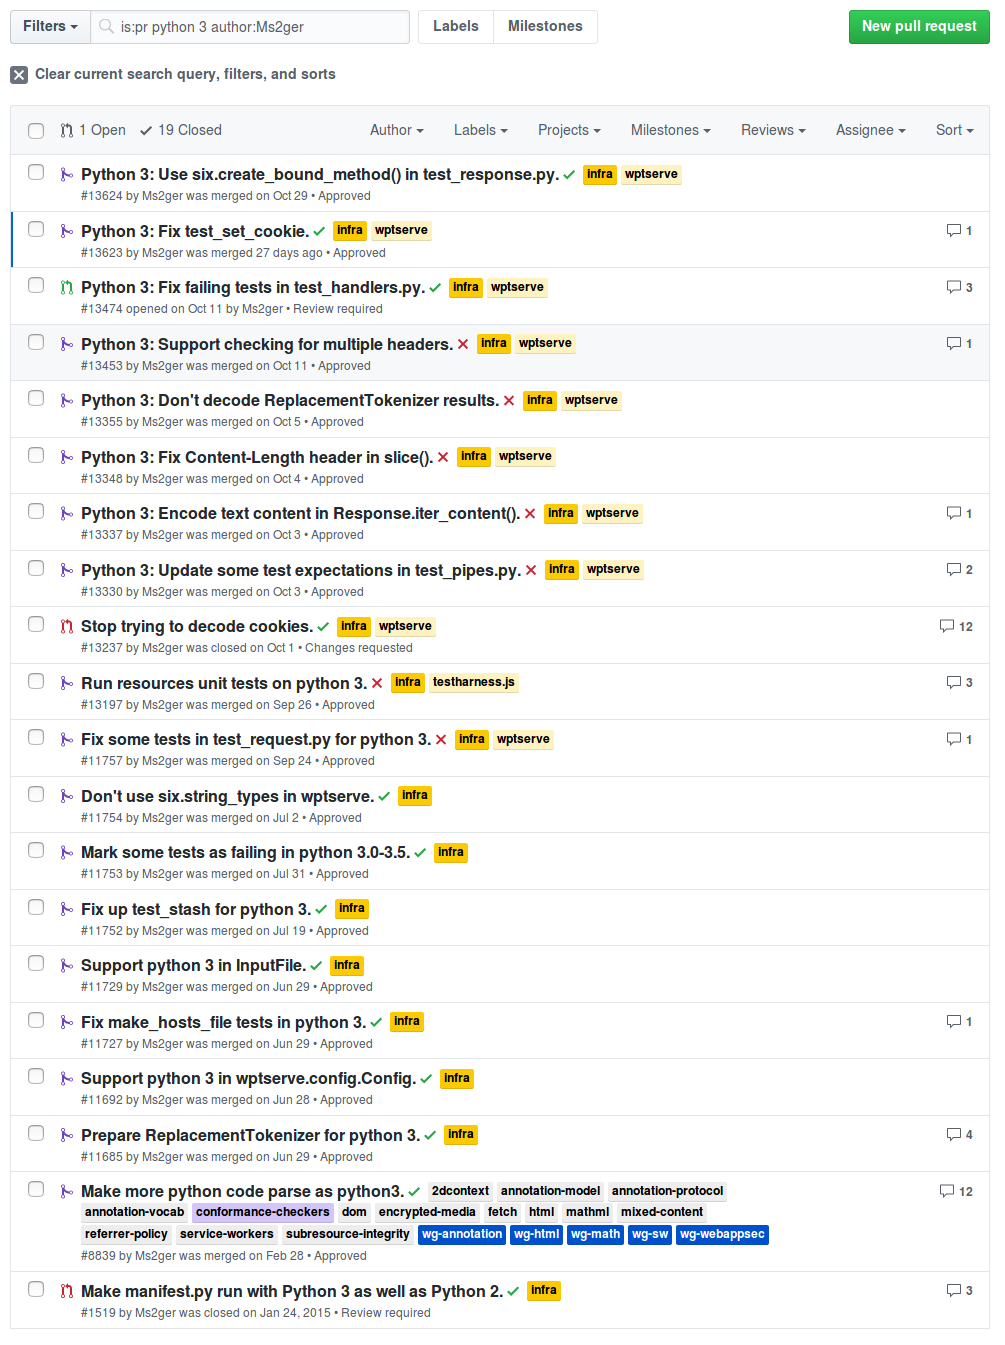 Filters is:pr python 3 author:Ms2ger Labels Milestones New pull request
Clear current search query, filters, and sorts
1 Open 19 Closed Author Labels Projects Milestones Reviews Assignee Sort
Python 3: Use six.create_bound_method() in test_response.py. infra wptserve
#13624 by Ms2ger was merged on Oct 29 • Approved
Python 3: Fix test_set_cookie. infra wptserve 1
#13623 by Ms2ger was merged 27 days ago • Approved
Python 3: Fix failing tests in test_handlers.py. infra wptserve 3
#13474 opened on Oct 11 by Ms2ger • Review required
Python 3: Support checking for multiple headers. infra wptserve 1
#13453 by Ms2ger was merged on Oct 11 • Approved
Python 3: Don't decode ReplacementTokenizer results. infra wptserve
#13355 by Ms2ger was merged on Oct 5 • Approved
Python 3: Fix Content-Length header in slice(). infra wptserve
#13348 by Ms2ger was merged on Oct 4 • Approved
Python 3: Encode text content in Response.iter_content(). infra wptserve 1
#13337 by Ms2ger was merged on Oct 3 • Approved
Python 3: Update some test expectations in test_pipes.py. infra wptserve 2
#13330 by Ms2ger was merged on Oct 3 • Approved
Stop trying to decode cookies. infra wptserve 12
#13237 by Ms2ger was closed on Oct 1 • Changes requested
Run resources unit tests on python 3. infra testharness.js 3
#13197 by Ms2ger was merged on Sep 26 • Approved
Fix some tests in test_request.py for python 3. infra wptserve 1
#11757 by Ms2ger was merged on Sep 24 • Approved
Don't use six.string_types in wptserve. infra
#11754 by Ms2ger was merged on Jul 2 • Approved
Mark some tests as failing in python 3.0-3.5. infra
#11753 by Ms2ger was merged on Jul 31 • Approved
Fix up test_stash for python 3. infra
#11752 by Ms2ger was merged on Jul 19 • Approved
Support python 3 in InputFile. infra
#11729 by Ms2ger was merged on Jun 29 • Approved
Fix make_hosts_file tests in python 3. infra 1
#11727 by Ms2ger was merged on Jun 29 • Approved
Support python 3 in wptserve.config.Config. infra
#11692 by Ms2ger was merged on Jun 28 • Approved
Prepare ReplacementTokenizer for python 3. infra 4
#11685 by Ms2ger was merged on Jun 29 • Approved
Make more python code parse as python3. 2dcontext annotation-model annotation-protocol 12
annotation-vocab conformance-checkers dom encrypted-media fetch html mathml mixed-content
referrer-policy service-workers subresource-integrity wg-annotation wg-html wg-math wg-sw wg-webappsec
#8839 by Ms2ger was merged on Feb 28 • Approved
Make manifest.py run with Python 3 as well as Python 2. infra 3
#1519 by Ms2ger was closed on Jan 24, 2015 • Review required